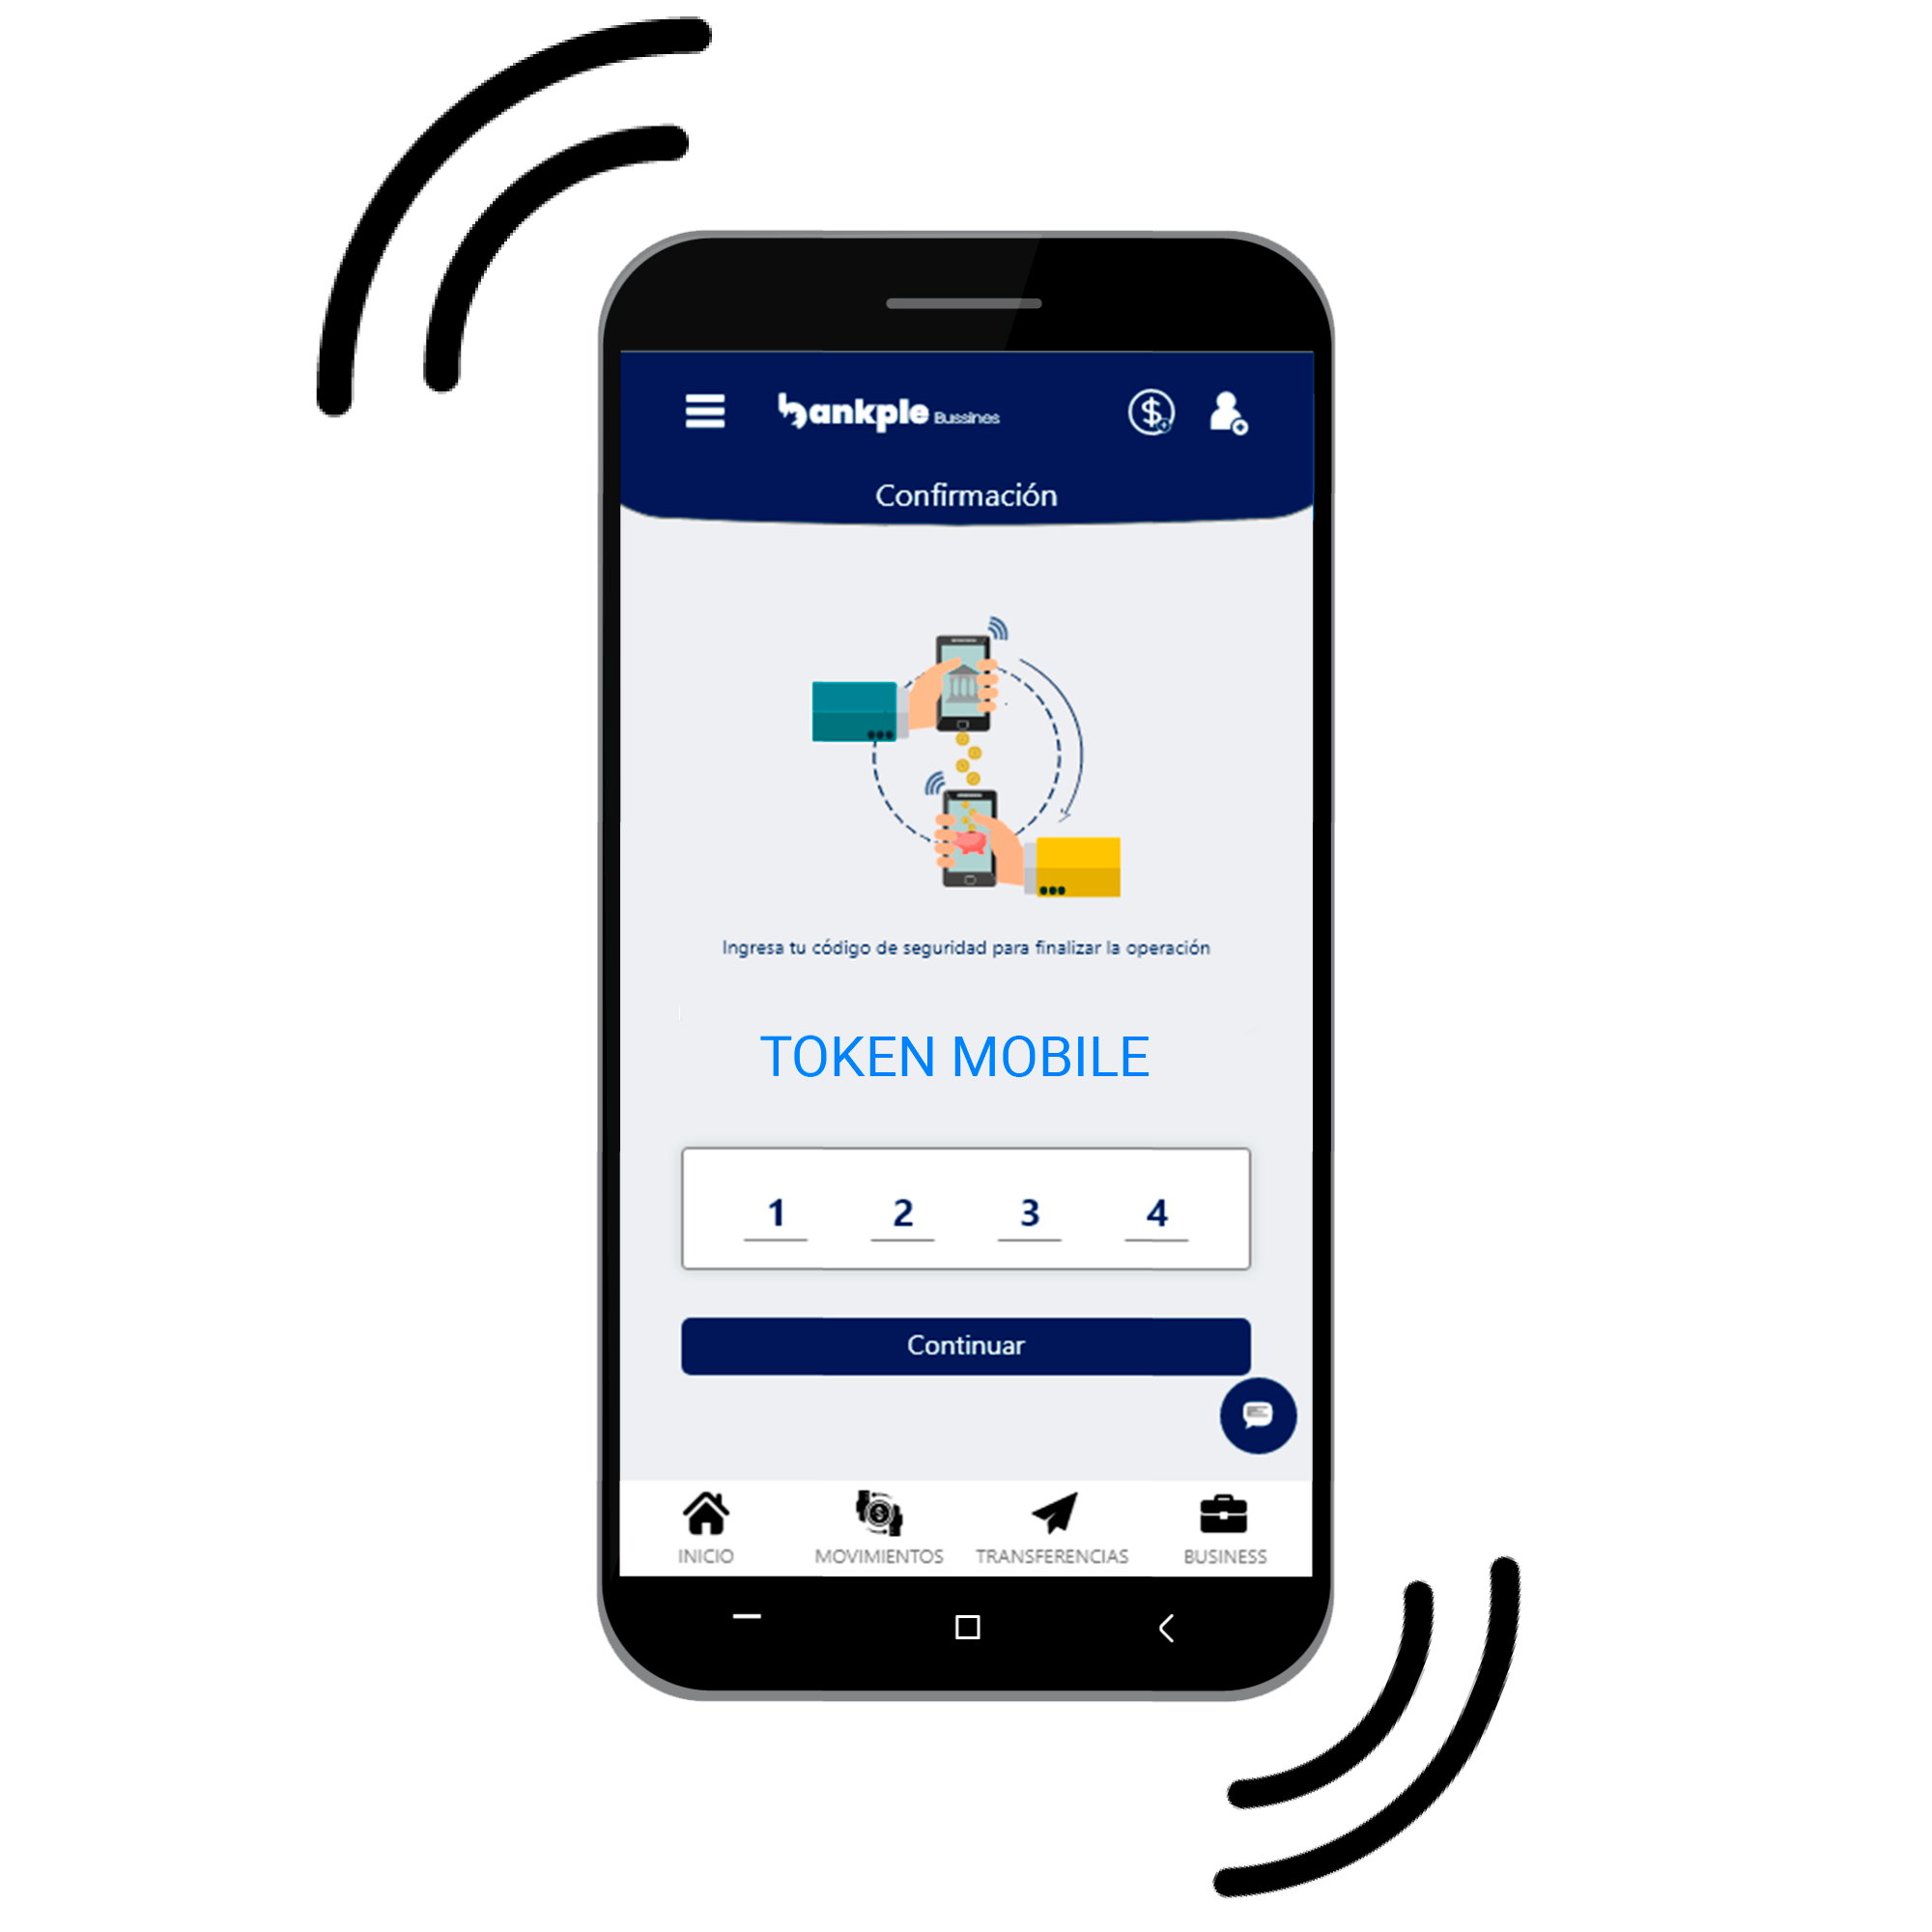 bankple Bussines
Confirmación
Ingresa tu código de seguridad para finalizar la operación
TOKEN MOBILE
1 2 3 4
Continuar
INICIO MOVIMIENTOS TRANSFERENCIAS BUSINESS